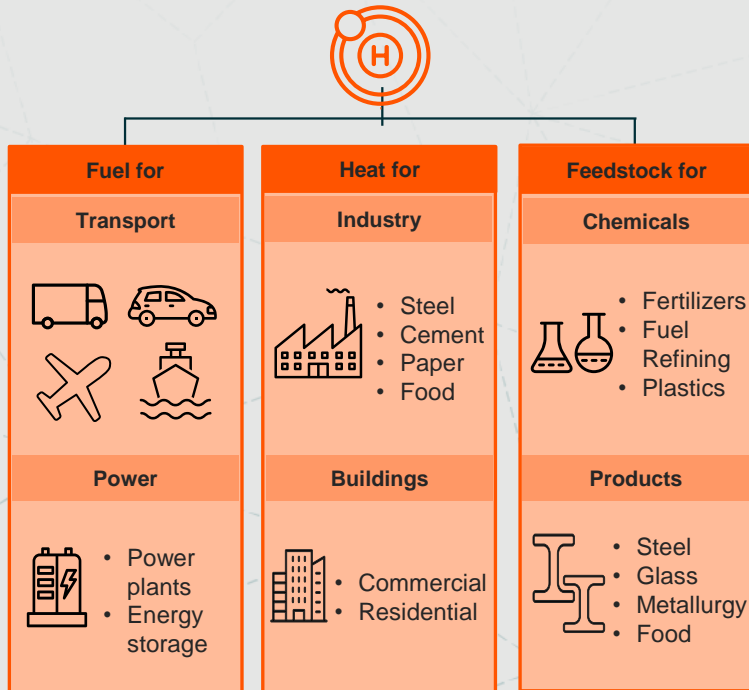 H
Fuel for
Transport
Power
• Power
plants
• Energy
storage
Heat for
Industry
• Steel
• Cement
• Paper
• Food
Buildings
• Commercial
• Residential
Feedstock for
Chemicals
• Fertilizers
• Fuel
Refining
• Plastics
Products
• Steel
• Glass
• Metallurgy
• Food